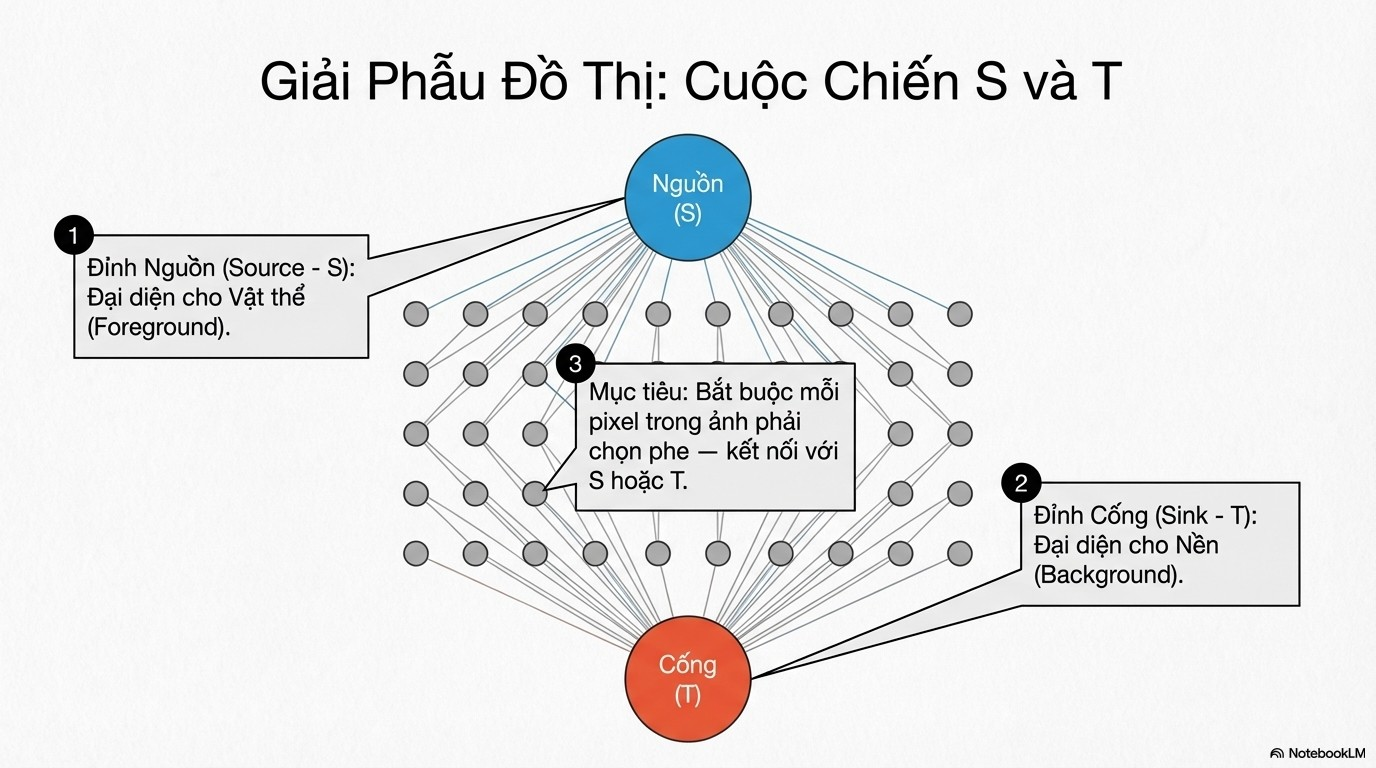 Giải Phẫu Đồ Thị: Cuộc Chiến S và T
Nguồn
(S)
1
Đỉnh Nguồn (Source - S):
Đại diện cho Vật thể
(Foreground).
3
Mục tiêu: Bắt buộc mỗi
pixel trong ảnh phải
chọn phe — kết nối với
S hoặc T.
2
Đỉnh Cống (Sink - T):
Đại diện cho Nền
(Background).
Cống
(T)
NotebookLM